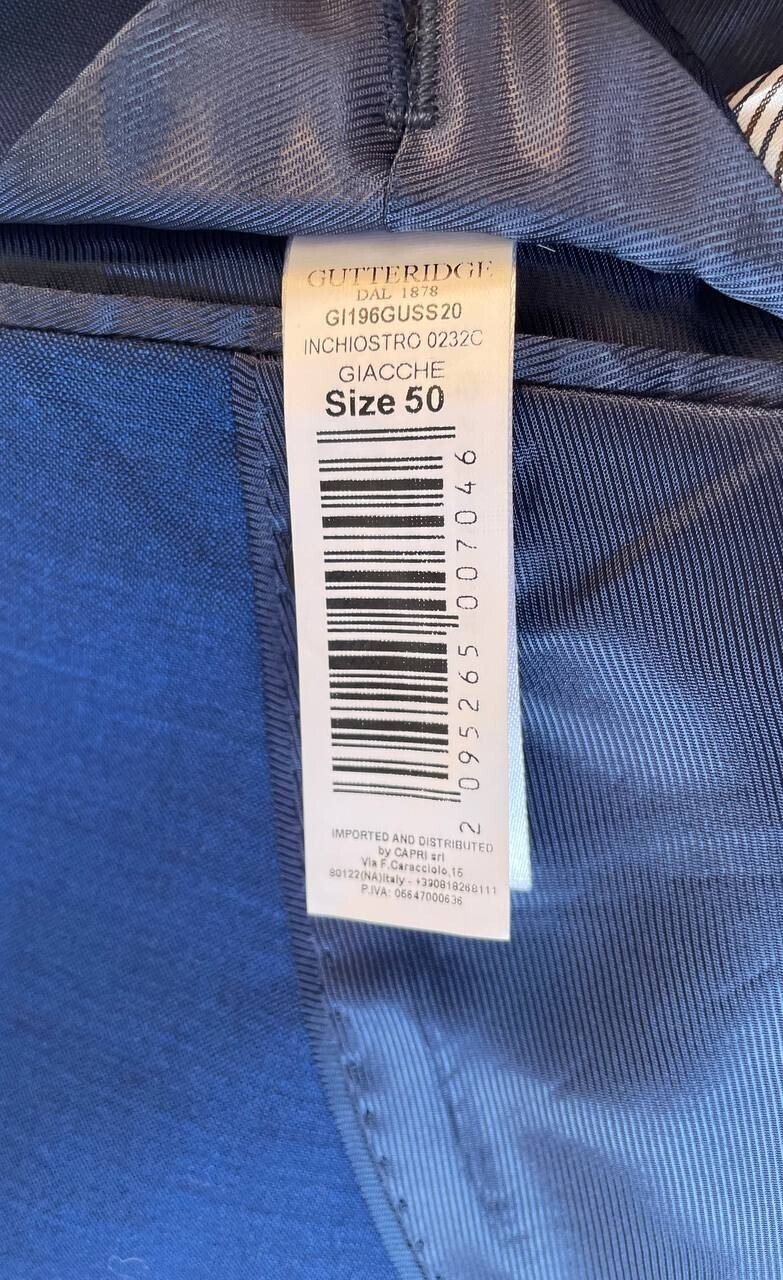 GUTTERIDGE
DAL 1878
GI196GUSS20
INCHIOSTRO 0232C
GIACCHE
Size 50
2 095265 007046
IMPORTED AND DISTRIBUTED
by CAPRI srl
Via F.Caracciolo,15
80122(NA)Italy - +390818268111
P.IVA: 06647000636